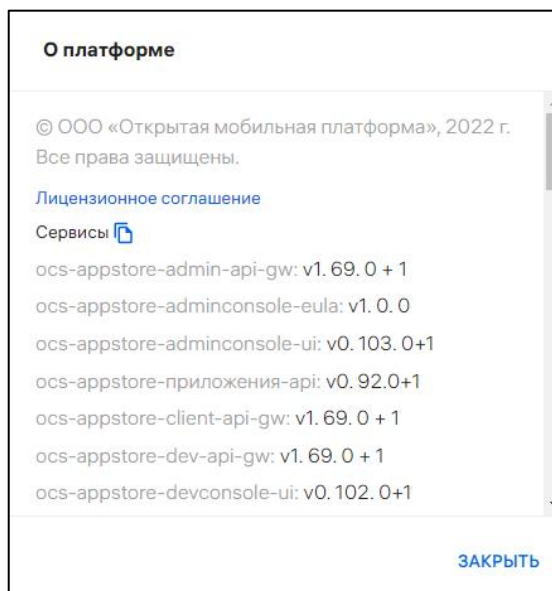 О платформе
© ООО «Открытая мобильная платформа», 2022 г.
Все права защищены.
Лицензионное соглашение
Сервисы
ocs-appstore-admin-api-gw: v1. 69. 0 + 1
ocs-appstore-adminconsole-eula: v1. 0. 0
ocs-appstore-adminconsole-ui: v0. 103. 0+1
ocs-appstore-приложения-api: v0. 92.0+1
ocs-appstore-client-api-gw: v1. 69. 0 + 1
ocs-appstore-dev-api-gw: v1. 69. 0 + 1
ocs-appstore-devconsole-ui: v0. 102. 0+1
ЗАКРЫТЬ